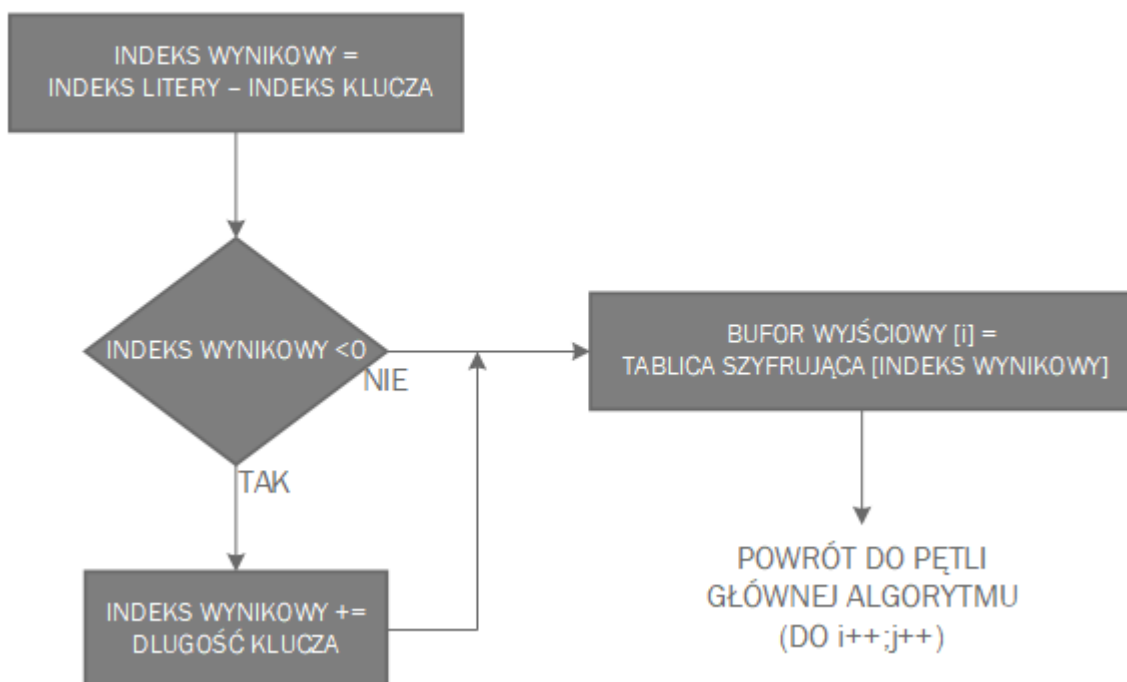 INDEKS WYNIKOWY =
INDEKS LITERY – INDEKS KLUCZA
INDEKS WYNIKOWY <0
NIE
TAK
INDEKS WYNIKOWY +=
DLUGOŚĆ KLUCZA
BUFOR WYJŚCIOWY [i] =
TABLICA SZYFRUJĄCA [INDEKS WYNIKOWY]
POWRÓT DO PĘTLI
GŁÓWNEJ ALGORYTMU
(DO i++;j++)